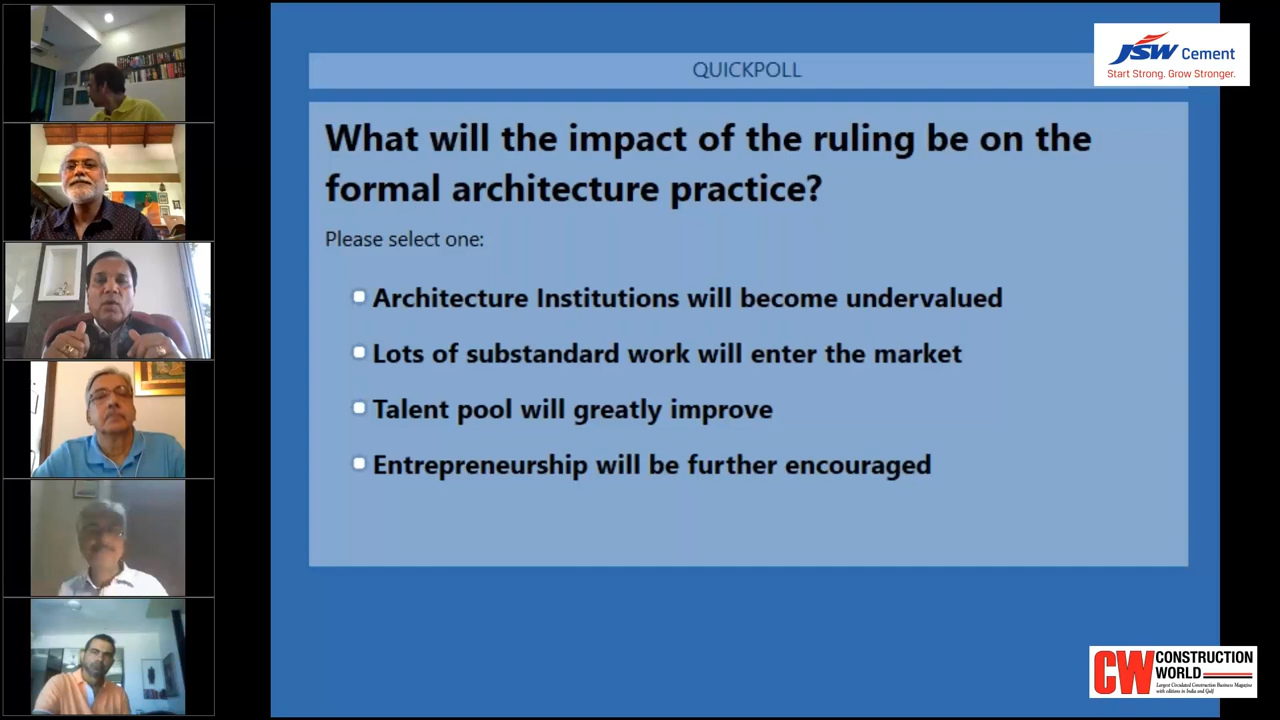 QUICKPOLL
JSW Cement
Start Strong. Grow Stronger.
What will the impact of the ruling be on the
formal architecture practice?
Please select one:
Architecture Institutions will become undervalued
Lots of substandard work will enter the market
Talent pool will greatly improve
Entrepreneurship will be further encouraged
CW CONSTRUCTION
WORLD
Largest Circulated Construction Business Magazine
with editions in India and Gulf